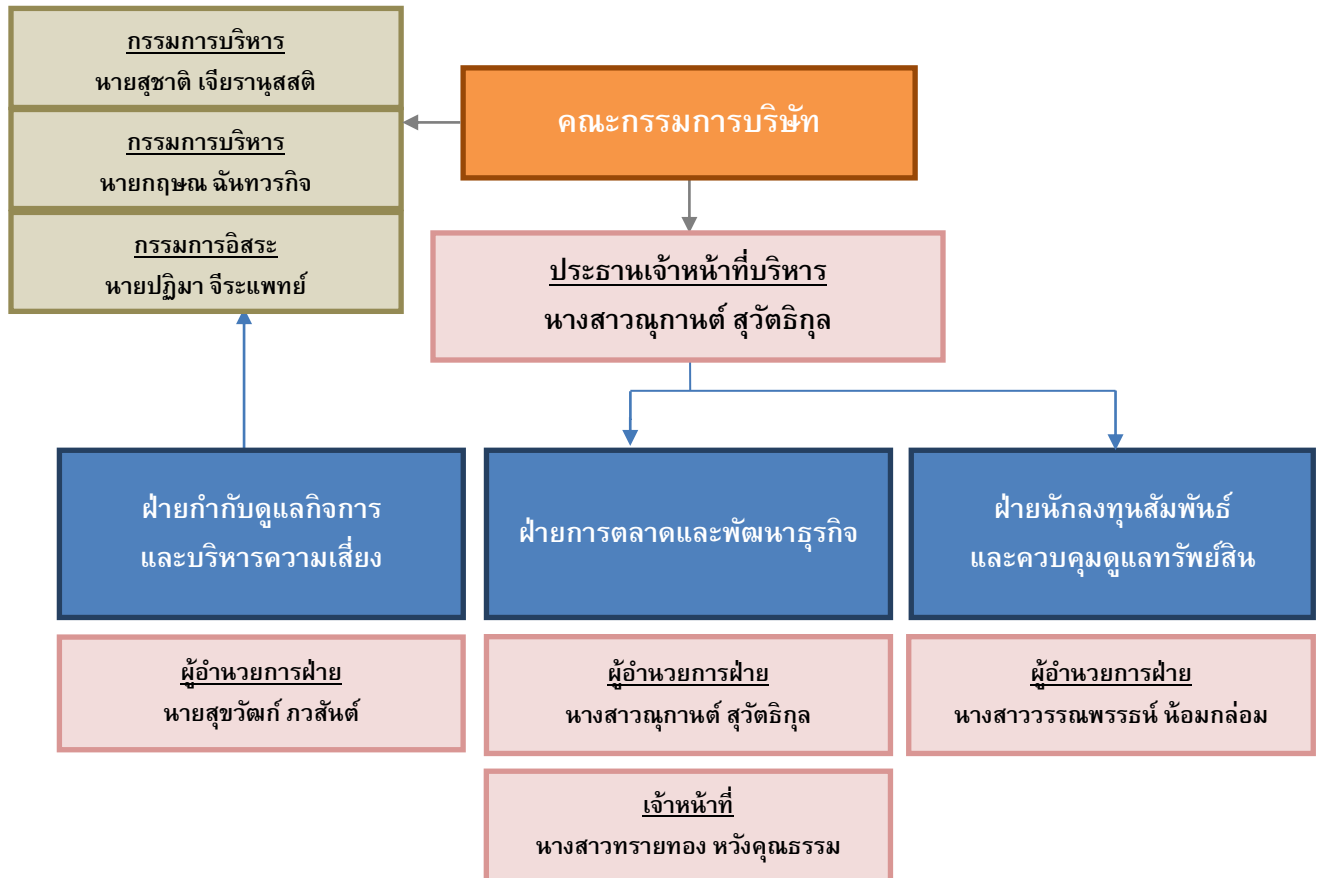 กรรมการบริหาร
นายสุชาติ เจียรานุสสติ
กรรมการบริหาร
นายกฤษณ ฉันทวรกิจ
กรรมการอิสระ
นายปฏิมา จีระแพทย์
คณะกรรมการบริษัท
ประธานเจ้าหน้าที่บริหาร
นางสาวณุกานต์ สุวัตธิกุล
ฝ่ายกำกับดูแลกิจการ
และบริหารความเสี่ยง
ผู้อำนวยการฝ่าย
นายสุขวัฒก์ ภวสันต์
ฝ่ายการตลาดและพัฒนาธุรกิจ
ผู้อำนวยการฝ่าย
นางสาวณุกานต์ สุวัตธิกุล
เจ้าหน้าที่
นางสาวทรายทอง หวังคุณธรรม
ฝ่ายนักลงทุนสัมพันธ์
และควบคุมดูแลทรัพย์สิน
ผู้อำนวยการฝ่าย
นางสาววรรณพรรธน์ ห้อมกล่อม